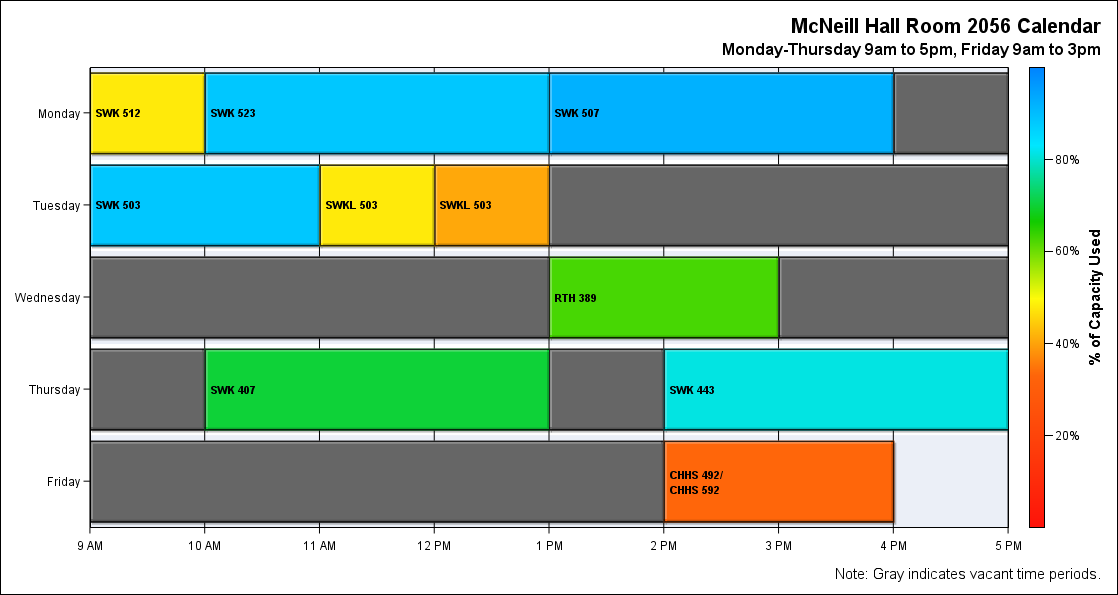 McNeill Hall Room 2056 Calendar
Monday-Thursday 9am to 5pm, Friday 9am to 3pm
Monday
SWK 512
SWK 523
SWK 507
Tuesday
SWK 503
SWKL 503
SWKL 503
Wednesday
RTH 389
Thursday
SWK 407
SWK 443
Friday
CHHS 492/
CHHS 592
9 AM
10 AM
11 AM
12 PM
1 PM
2 PM
3 PM
4 PM
5 PM
80%
60%
40%
20%
% of Capacity Used
Note: Gray indicates vacant time periods.